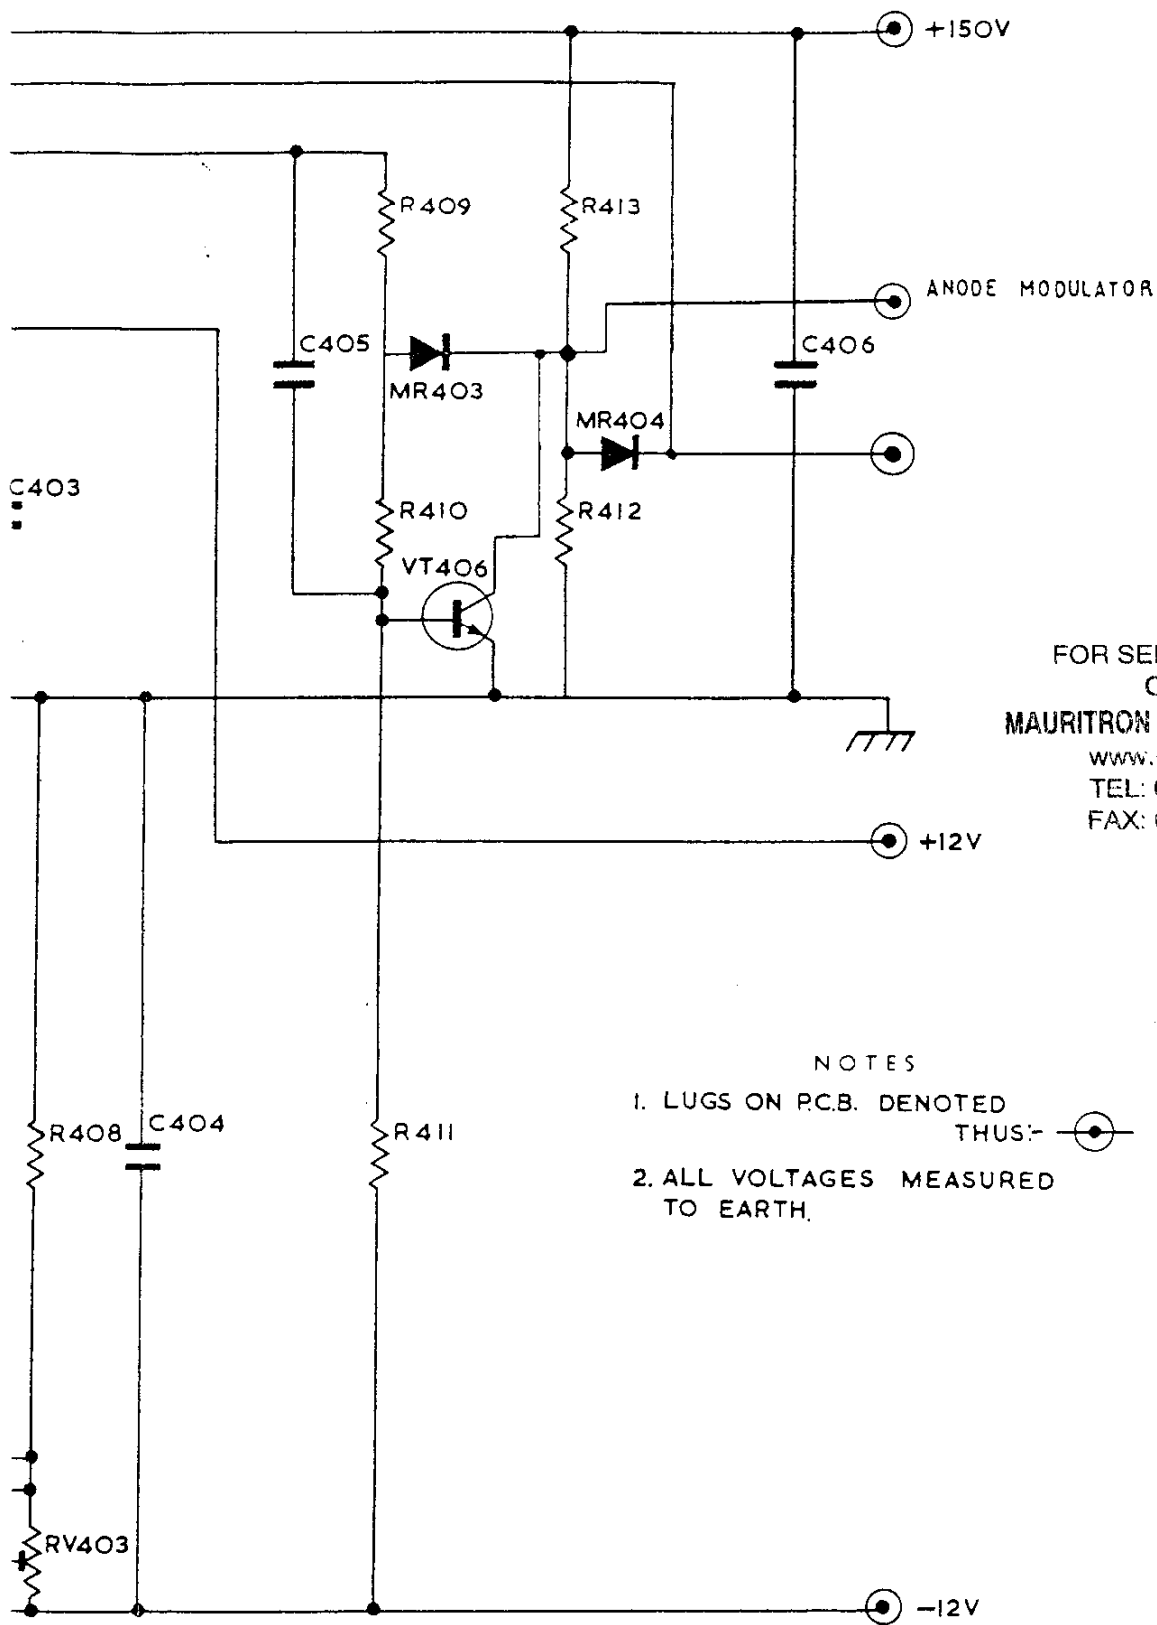 +150V
R409
R413
ANODE MODULATOR
C405
C406
MR403
MR404
C403
R410
R412
VT406
FOR
MAURITRON
www.
TEL:
FAX:
+12V
NOTES
1. LUGS ON P.C.B. DENOTED
THUS:-
R408
C404
R411
2. ALL VOLTAGES MEASURED
TO EARTH.
RV403
-12V